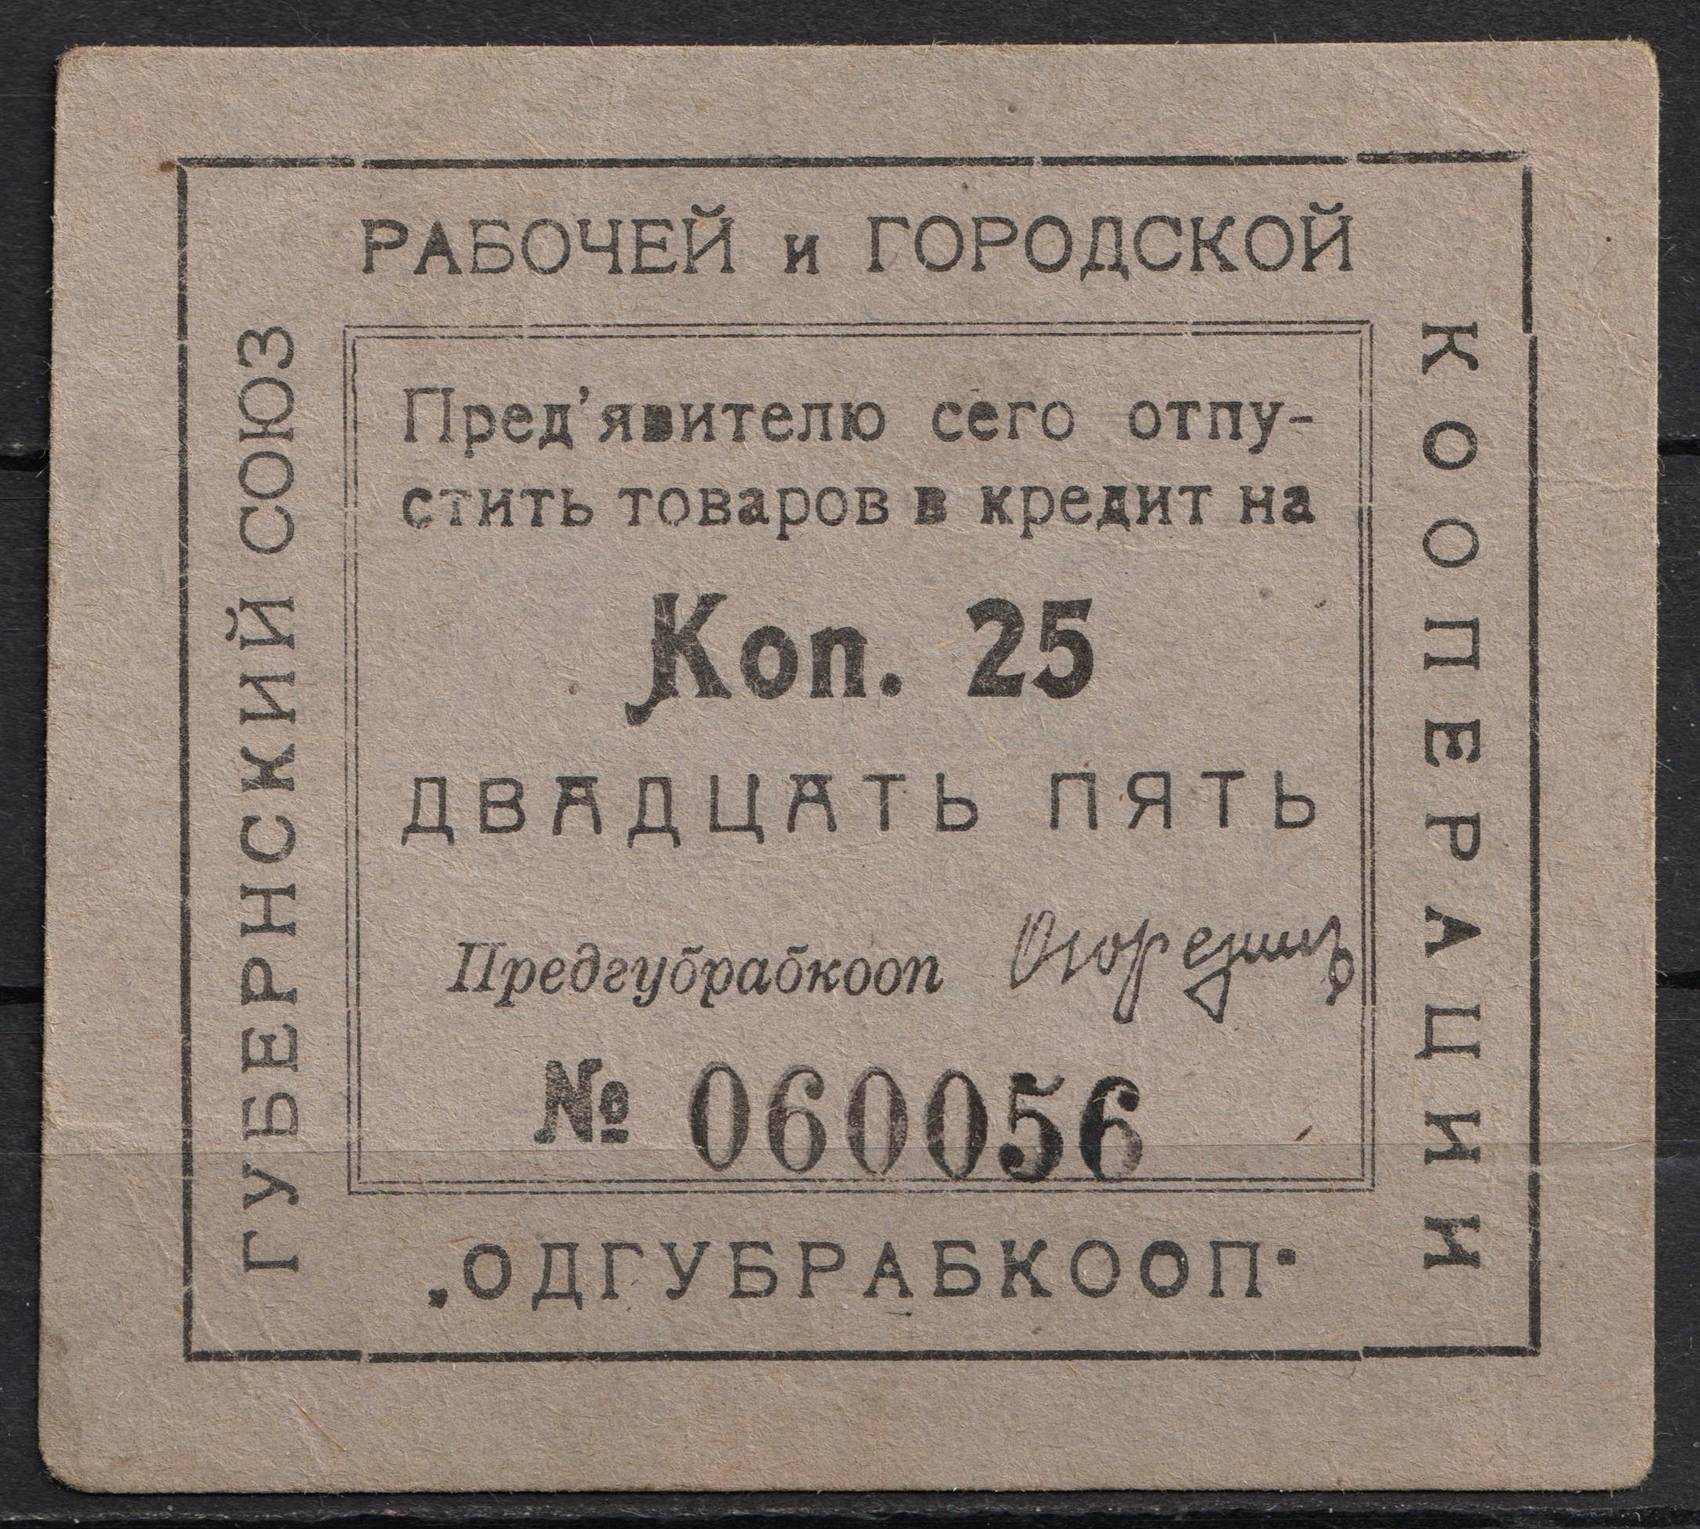 ГУБЕРНСКИЙ СОЮЗ
РАБОЧЕЙ и ГОРОДСКОЙ
КООПЕРАЦИИ
Пред'явителю сего отпу-
стить товаров в кредит на
Коп. 25
ДВАДЦАТЬ ПЯТЬ
Предгубрабкооп
№ 060056
„ОДГУБРАБКООП"